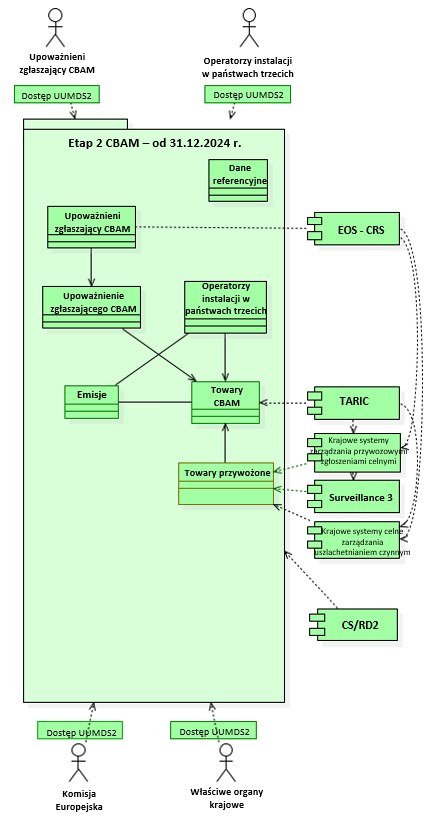 Upoważnieni
zgłaszający CBAM
Operatorzy instalacji
w państwach trzecich
Dostęp UUMDS2
Dostęp UUMDS2
Etap 2 CBAM – od 31.12.2024 r.
Dane
referencyjne
Upoważnieni
zgłaszający CBAM
EOS - CRS
Upoważnienie
zgłaszającego CBAM
Operatorzy
instalacji w
państwach trzecich
Emisje
Towary
CBAM
TARIC
Krajowe systemy
zarządzania przywozowymi
zgłoszeniami celnymi
Towary przywożone
Surveillance 3
Krajowe systemy celne
zarządzania
uszlachetnianiem czynnym
CS/RD2
Dostęp UUMDS2
Dostęp UUMDS2
Komisja
Europejska
Właściwe organy
krajowe